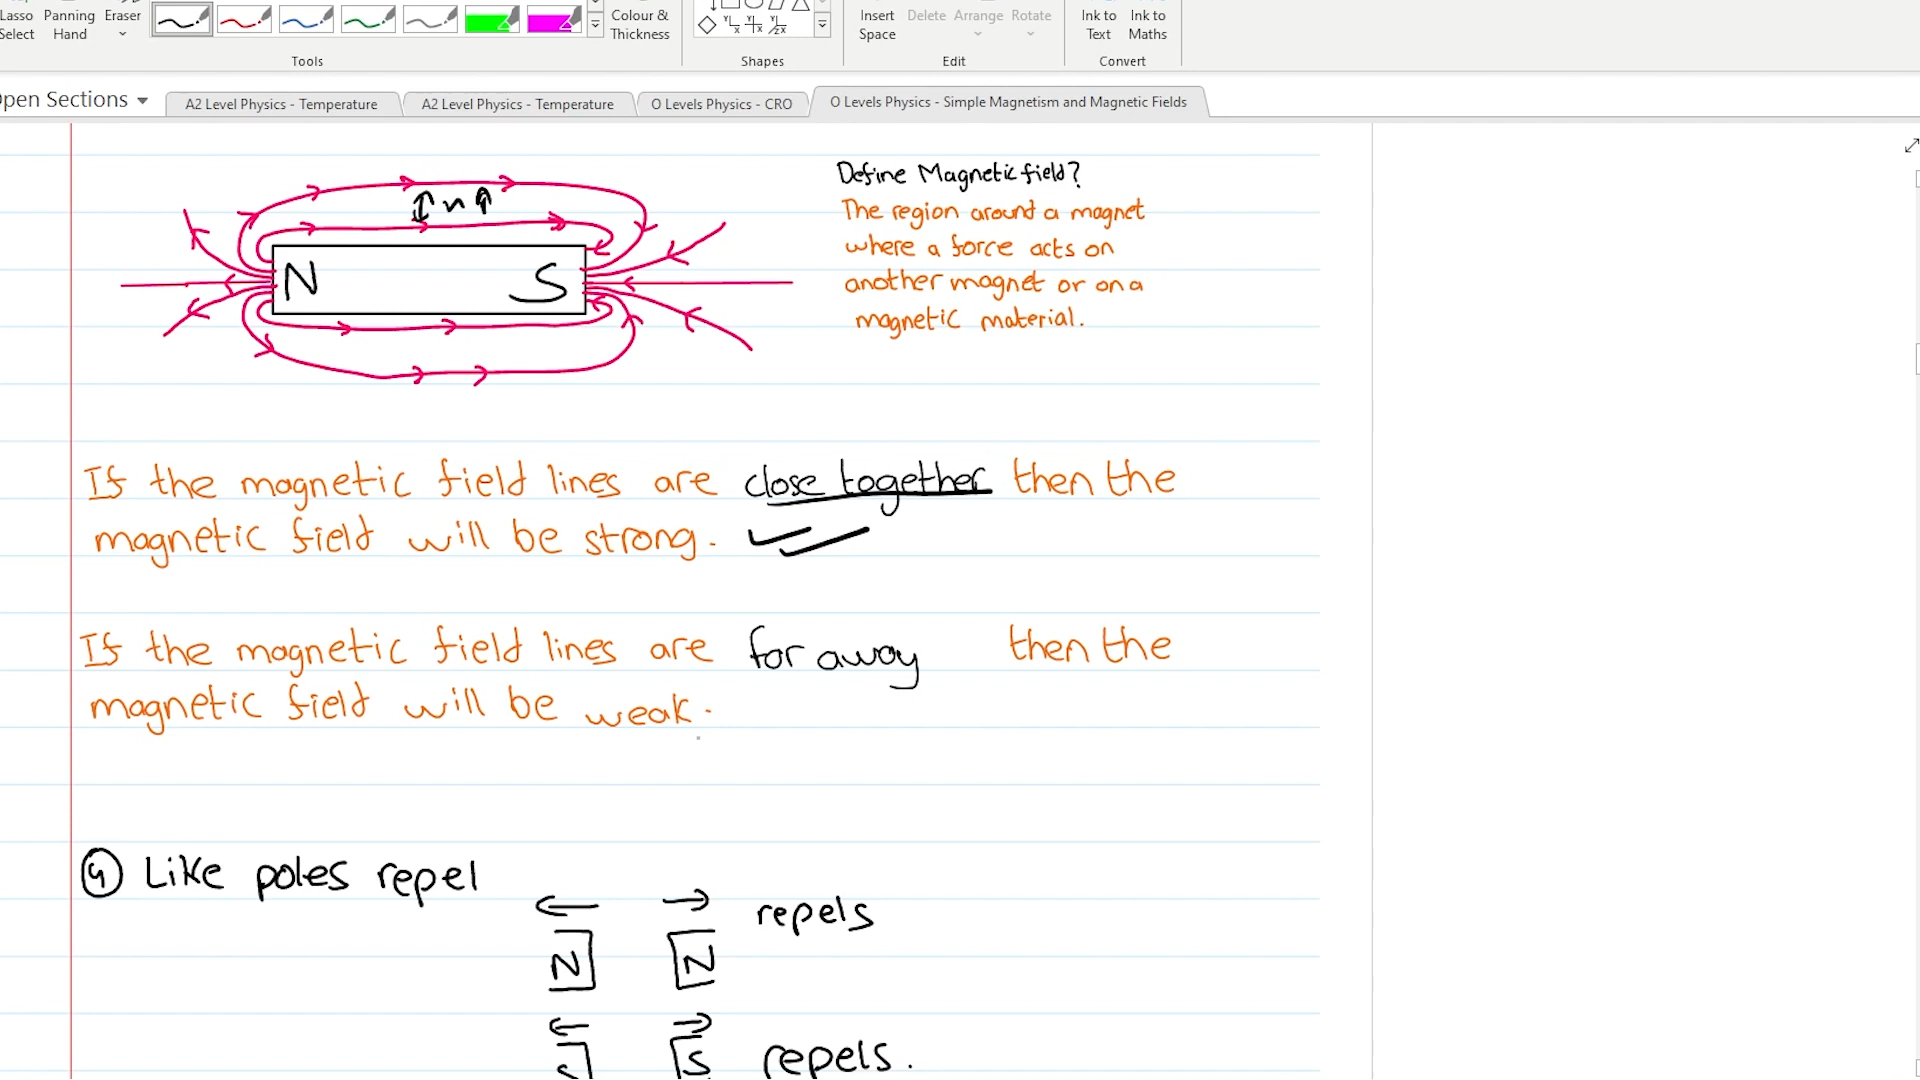 Lasso
Select
Panning
Hand
Eraser
Colour &
Thickness
Insert
Space
Delete
Arrange
Rotate
Ink to
Text
Ink to
Maths
Tools
Shapes
Edit
Convert
Open Sections
A2 Level Physics - Temperature
A2 Level Physics - Temperature
O Levels Physics - CRO
O Levels Physics - Simple Magnetism and Magnetic Fields
Define Magnetic field?
The region around a magnet
where a force acts on
another magnet or on a
magnetic material.
N S
If the magnetic field lines are close together then the
magnetic field will be strong.
If the magnetic field lines are far away then the
magnetic field will be weak.
4 Like poles repel
repels
N N
S S repels.